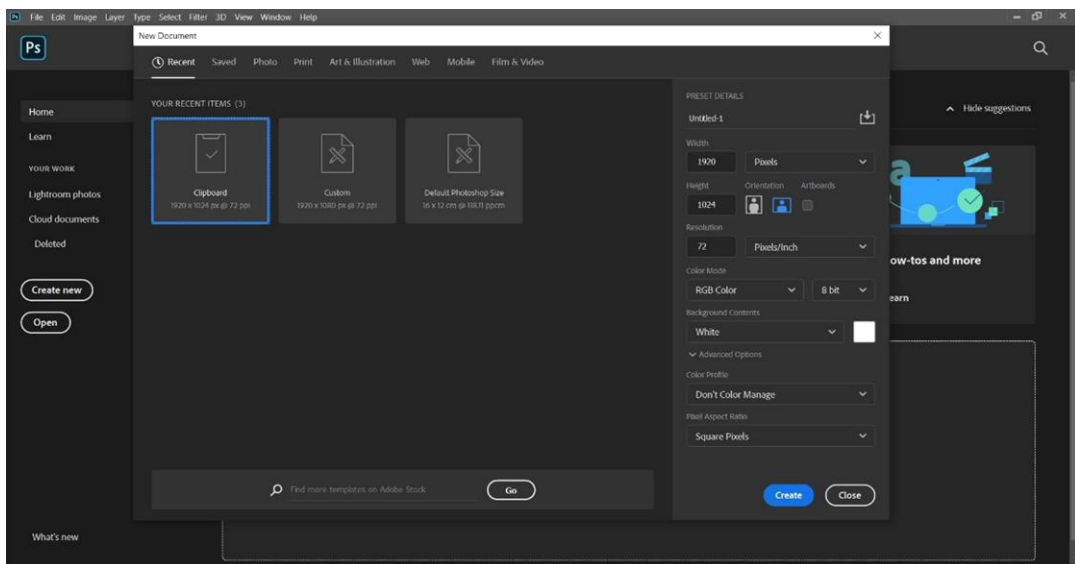 File Edit Image Layer Type Select Filter 3D View Window Help
New Document
Ps
Recent Saved Photo Print Art & Illustration Web Mobile Film & Video
Home
Learn
YOUR WORK
Lightroom photos
Cloud documents
Deleted
Create new
Open
What's new
YOUR RECENT ITEMS (3)
Clipboard
1920 x 1024 px @ 72 ppi
Custom
1920 x 1080 px @ 72 ppi
Default Photoshop Size
16 x 12 cm @ 118.11 ppcm
Find more templates on Adobe Stock
Go
PRESET DETAILS
Untitled-1
Width
1920 Pixels
Height Orientation Artboards
1024
Resolution
72 Pixels/Inch
Color Mode
RGB Color 8 bit
Background Contents
White
Advanced Options
Color Profile
Don't Color Manage
Pixel Aspect Ratio
Square Pixels
Create Close
Hide suggestions
ow-tos and more
earn